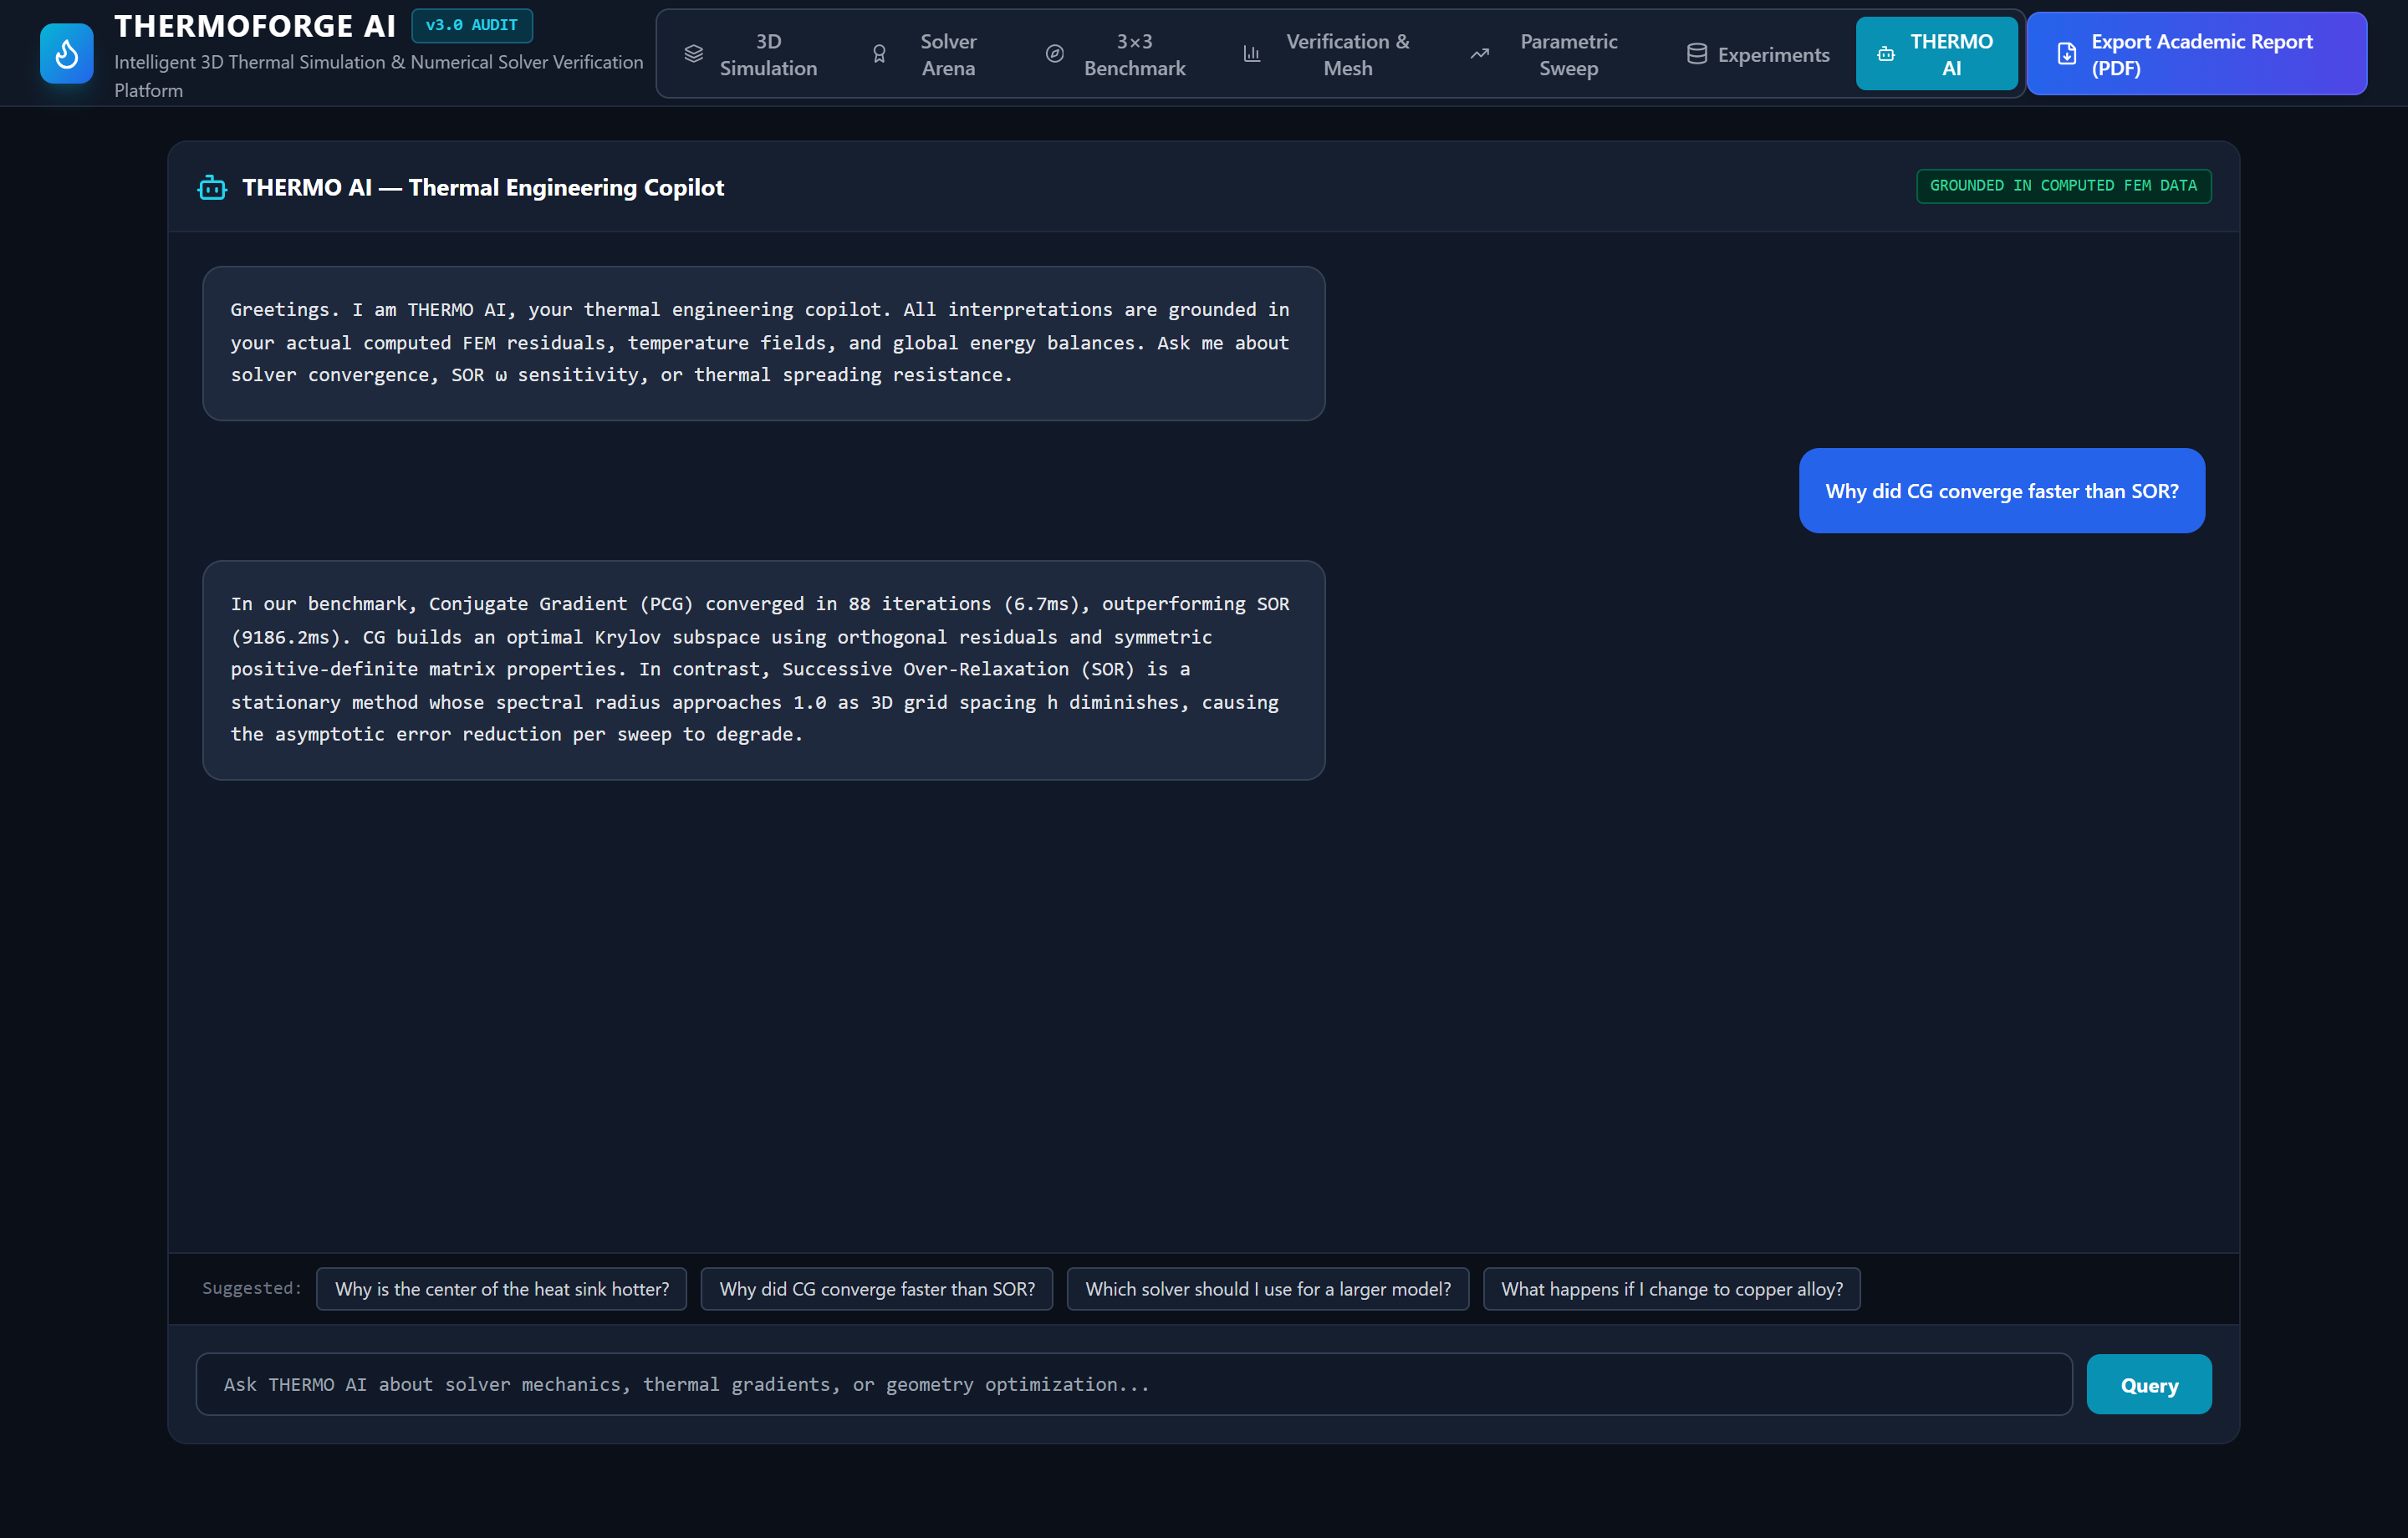 THERMOFORGE AI
v3.0 AUDIT
Intelligent 3D Thermal Simulation & Numerical Solver Verification
Platform
3D
Simulation
Solver
Arena
3×3
Benchmark
Verification &
Mesh
Parametric
Sweep
Experiments
THERMO
AI
Export Academic Report
(PDF)
THERMO AI — Thermal Engineering Copilot
GROUNDED IN COMPUTED FEM DATA
Greetings. I am THERMO AI, your thermal engineering copilot. All interpretations are grounded in
your actual computed FEM residuals, temperature fields, and global energy balances. Ask me about
solver convergence, SOR ω sensitivity, or thermal spreading resistance.
Why did CG converge faster than SOR?
In our benchmark, Conjugate Gradient (PCG) converged in 88 iterations (6.7ms), outperforming SOR
(9186.2ms). CG builds an optimal Krylov subspace using orthogonal residuals and symmetric
positive-definite matrix properties. In contrast, Successive Over-Relaxation (SOR) is a
stationary method whose spectral radius approaches 1.0 as 3D grid spacing h diminishes, causing
the asymptotic error reduction per sweep to degrade.
Suggested:
Why is the center of the heat sink hotter?
Why did CG converge faster than SOR?
Which solver should I use for a larger model?
What happens if I change to copper alloy?
Ask THERMO AI about solver mechanics, thermal gradients, or geometry optimization...
Query